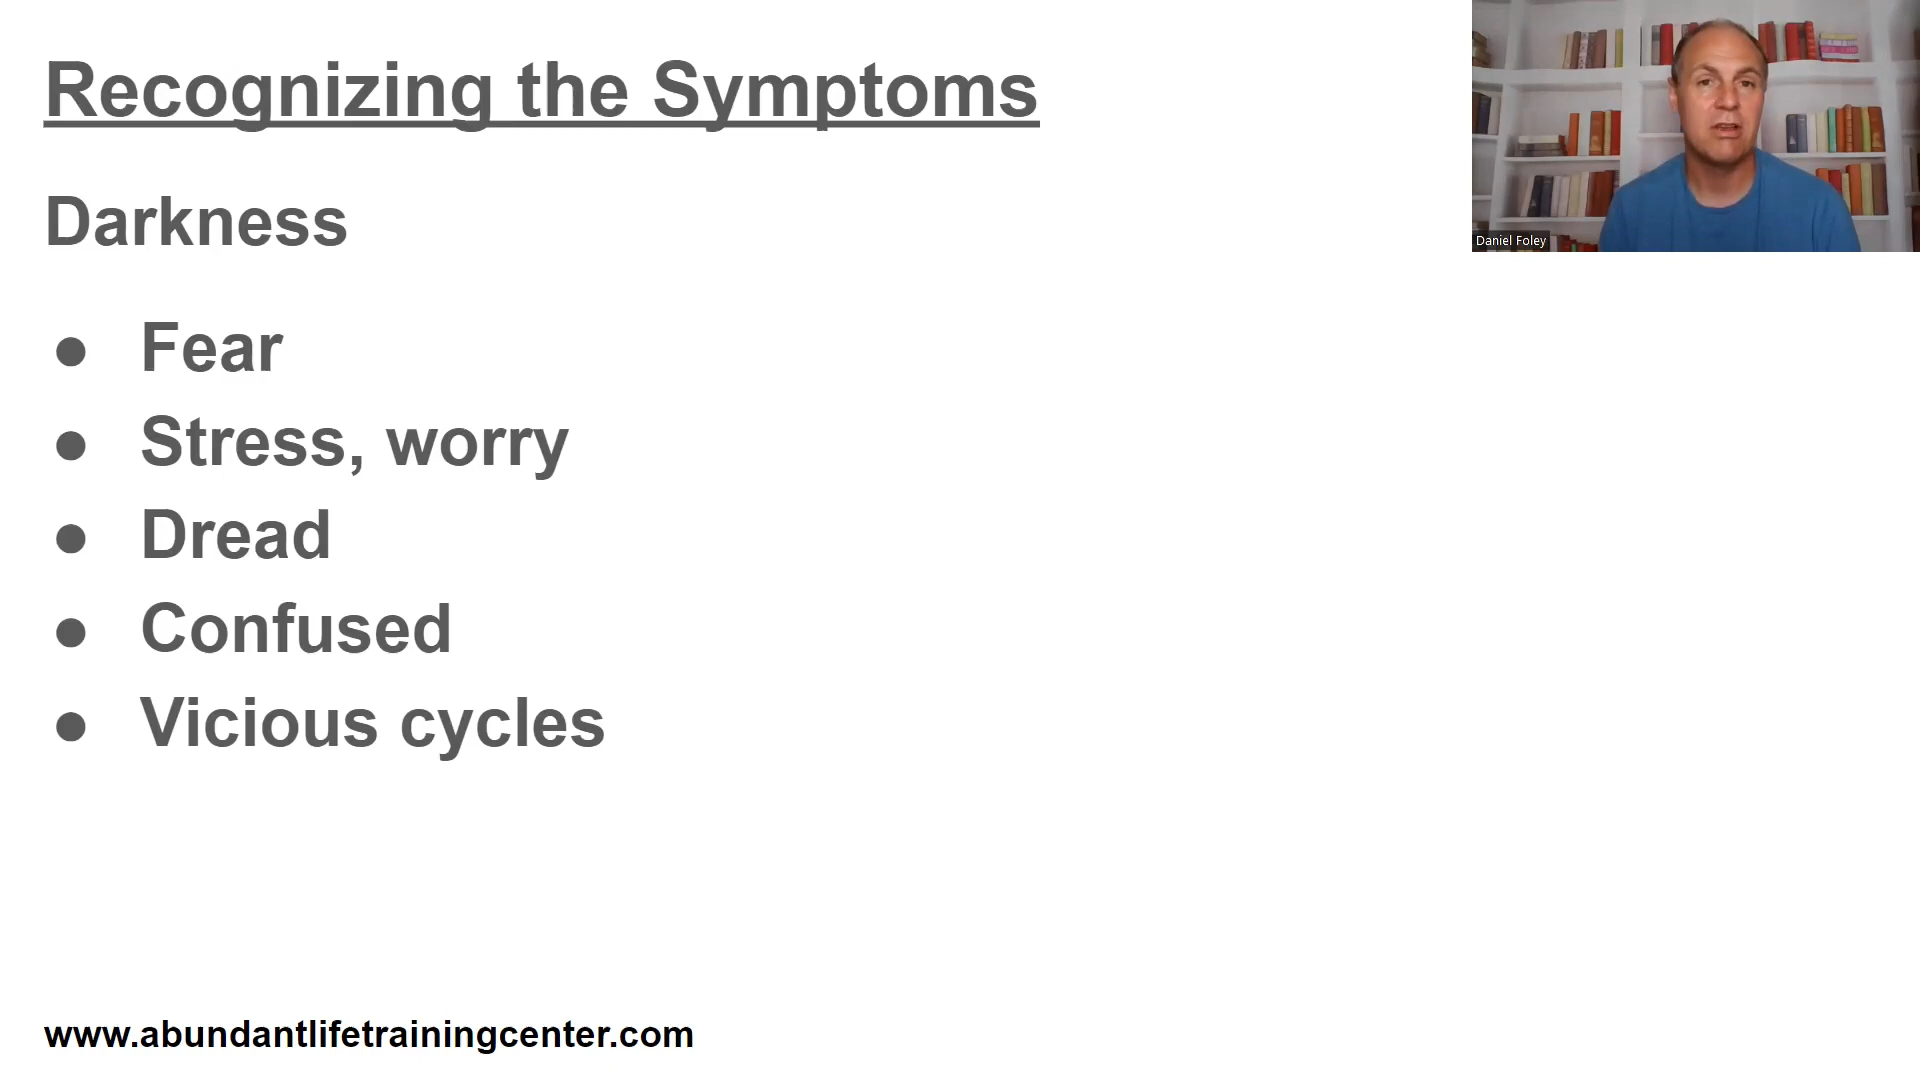 Recognizing the Symptoms
Darkness
● Fear
● Stress, worry
● Dread
● Confused
● Vicious cycles
www.abundantlifetrainingcenter.com
Daniel Foley